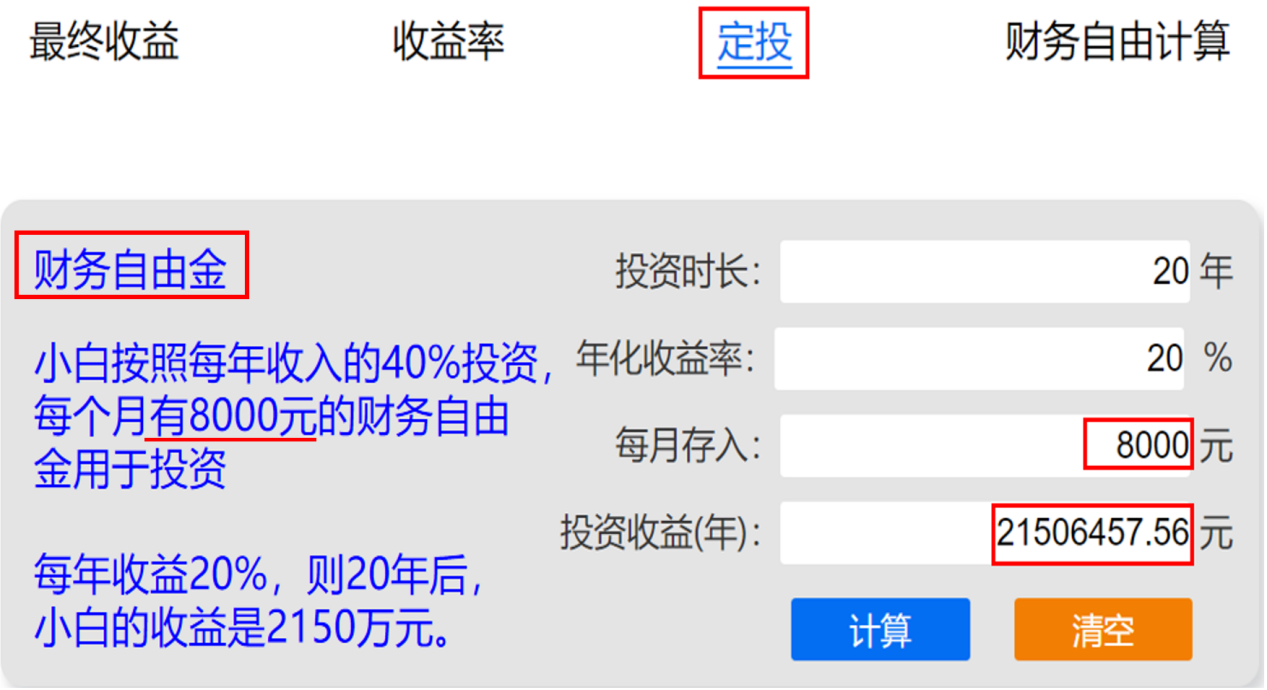 最终收益 收益率 定投 财务自由计算
财务自由金
小白按照每年收入的40%投资，
每个月有8000元的财务自由
金用于投资
每年收益20%，则20年后，
小白的收益是2150万元。
投资时长： 20 年
年化收益率： 20 %
每月存入： 8000 元
投资收益(年)： 21506457.56 元
计算 清空